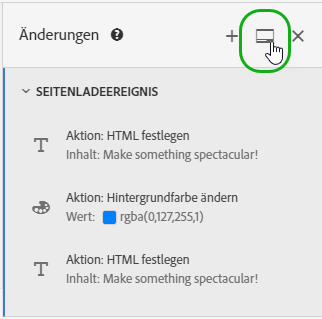 Änderungen
SEITENLADEEREIGNIS
Aktion: HTML festlegen
Inhalt: Make something spectacular!
Aktion: Hintergrundfarbe ändern
Wert: rgba(0,127,255,1)
Aktion: HTML festlegen
Inhalt: Make something spectacular!